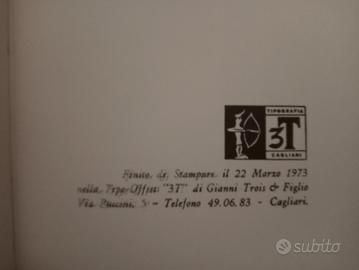 TIPOGRAFIA
3T
CAGLIARI
Finito di Stampare il 22 Marzo 1973
nella Tipo-Offset "3T" di Gianni Trois & Figlio
Via Puccini, - Telefono 49.06.83 - Cagliari.
subito